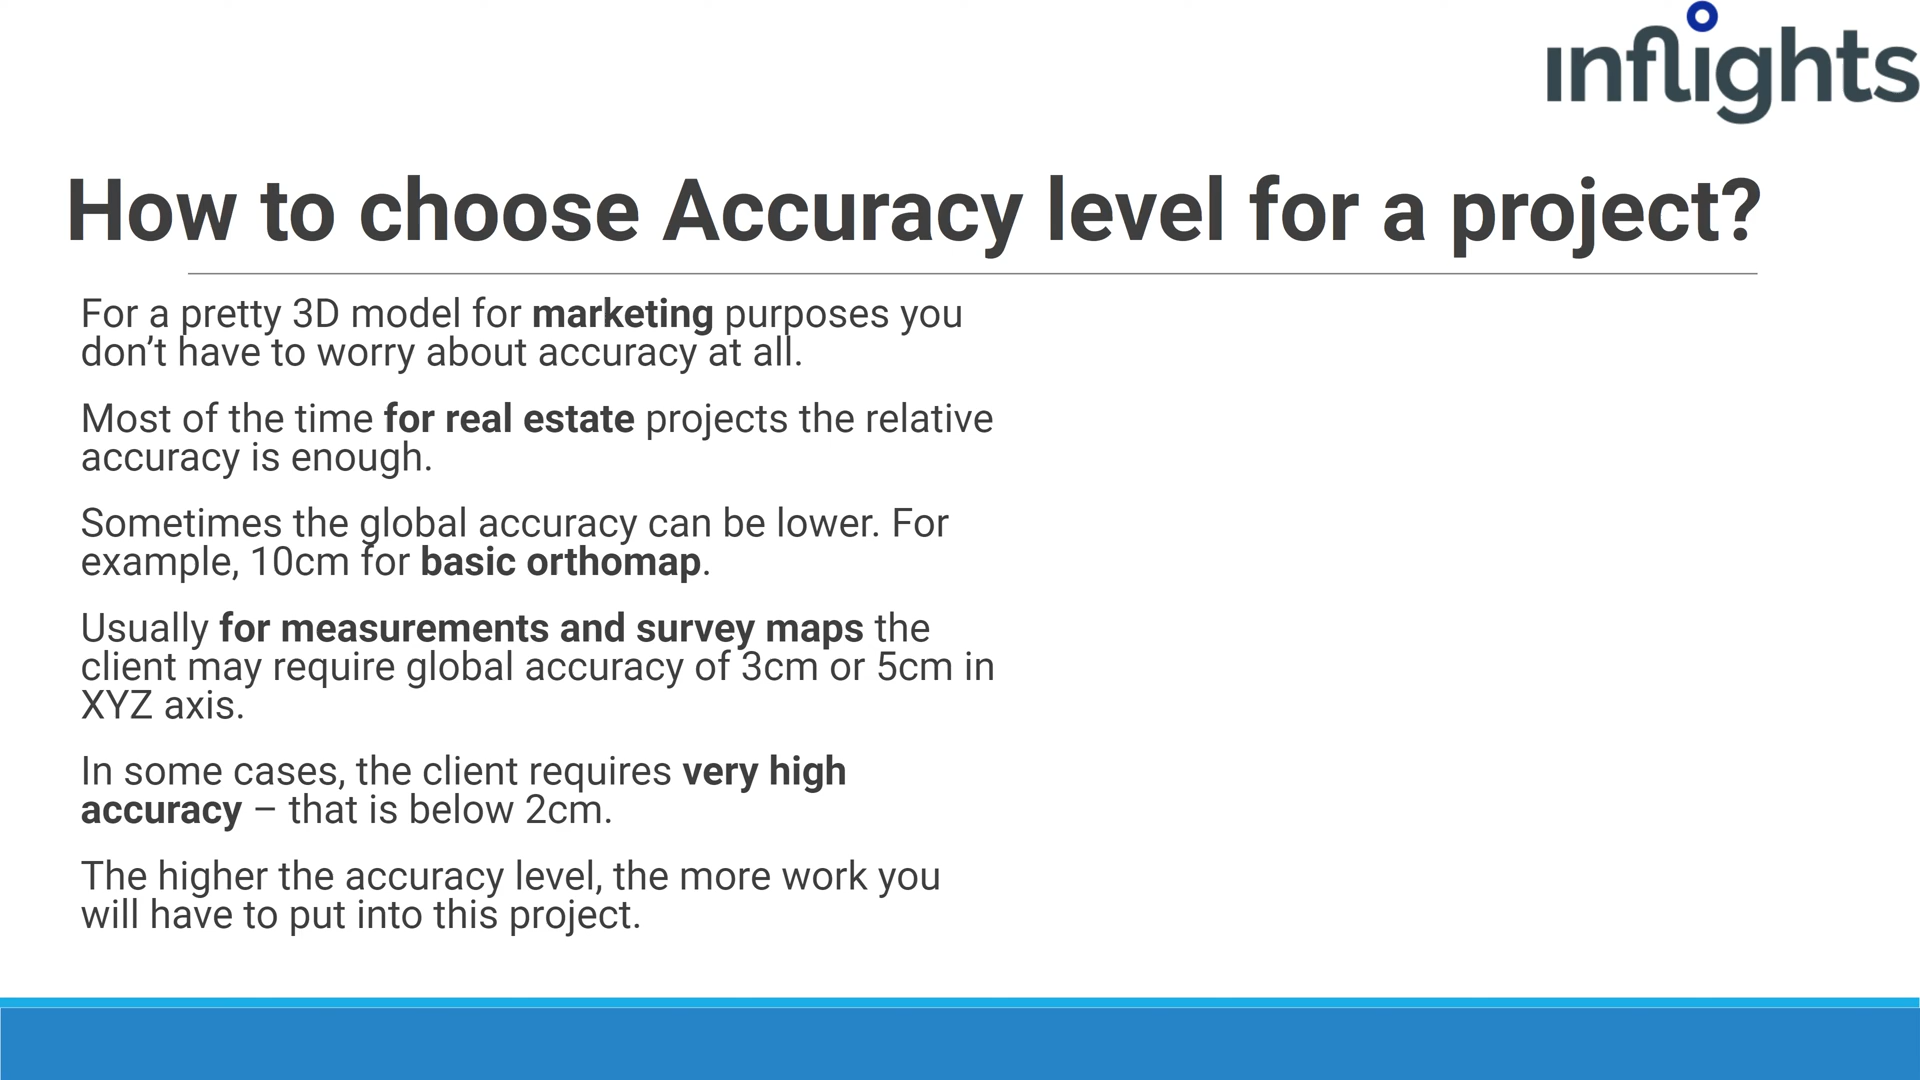 inflights
How to choose Accuracy level for a project?
For a pretty 3D model for marketing purposes you
don’t have to worry about accuracy at all.
Most of the time for real estate projects the relative
accuracy is enough.
Sometimes the global accuracy can be lower. For
example, 10cm for basic orthomap.
Usually for measurements and survey maps the
client may require global accuracy of 3cm or 5cm in
XYZ axis.
In some cases, the client requires very high
accuracy – that is below 2cm.
The higher the accuracy level, the more work you
will have to put into this project.